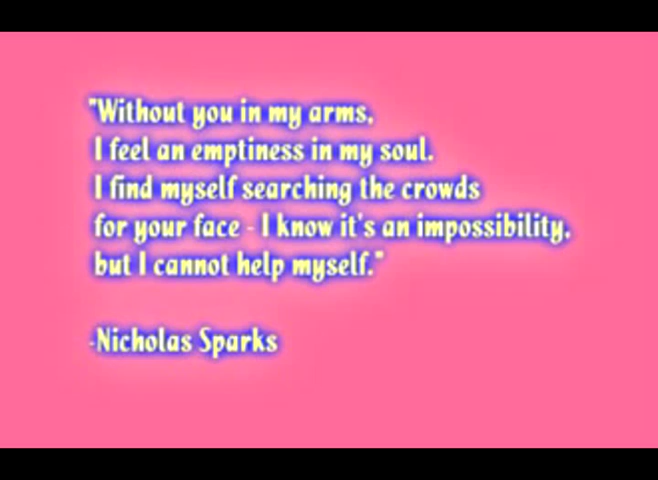 "Without you in my arms,
I feel an emptiness in my soul.
I find myself searching the crowds
for your face - I know it's an impossibility,
but I cannot help myself."
-Nicholas Sparks